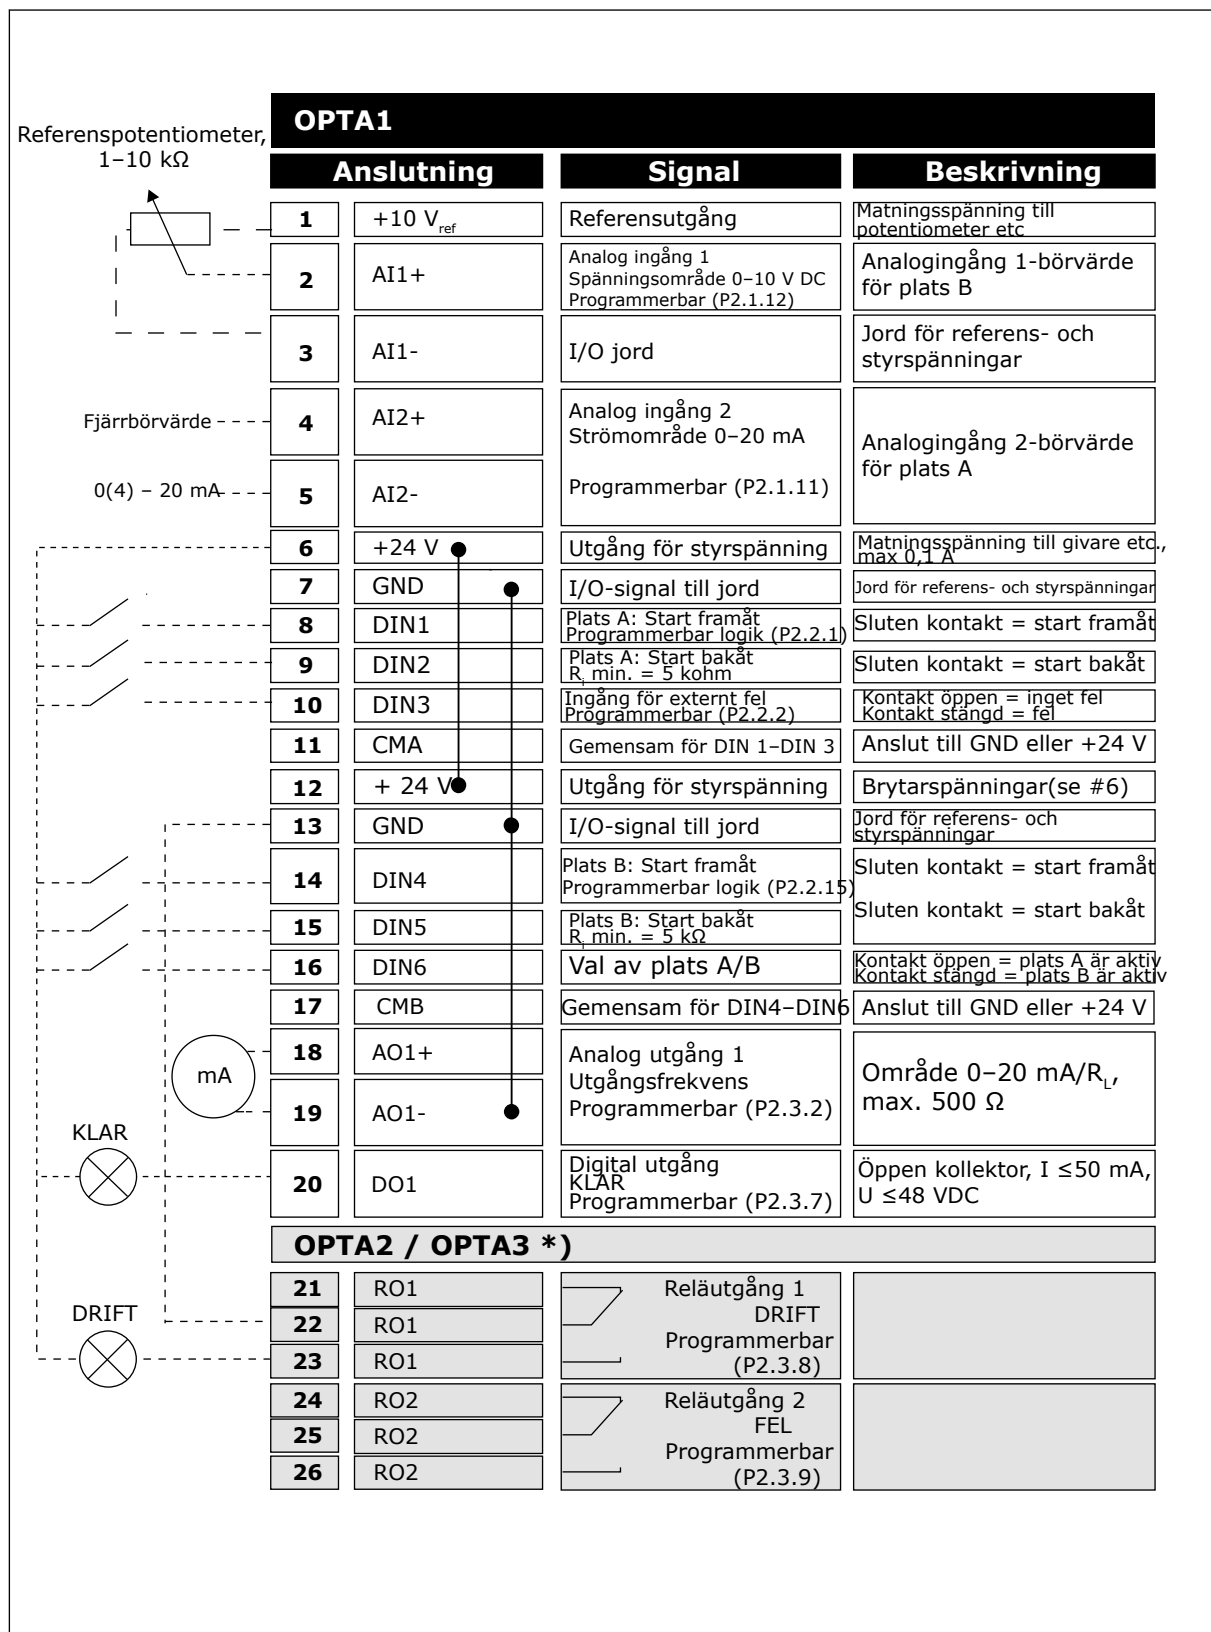 OPTA1
Referenspotentiometer,
1–10 kΩ
Anslutning Signal Beskrivning
1 +10 Vref Referensutgång Matningsspänning till
potentiometer etc
2 AI1+ Analog ingång 1
Spänningsområde 0–10 V DC
Programmerbar (P2.1.12)
Analogingång 1-börvärde
för plats B
3 AI1- I/O jord Jord för referens- och
styrspänningar
Fjärrbörvärde 4 AI2+ Analog ingång 2
Strömområde 0–20 mA
0(4) – 20 mA 5 AI2- Programmerbar (P2.1.11)
Analogingång 2-börvärde
för plats A
6 +24 V Utgång för styrspänning Matningsspänning till givare etc.,
max 0,1 A
7 GND I/O-signal till jord Jord för referens- och styrspänningar
8 DIN1 Plats A: Start framåt
Programmerbar logik (P2.2.1)
Sluten kontakt = start framåt
9 DIN2 Plats A: Start bakåt
Ri min. = 5 kohm
Sluten kontakt = start bakåt
10 DIN3 Ingång för externt fel
Programmerbar (P2.2.2)
Kontakt öppen = inget fel
Kontakt stängd = fel
11 CMA Gemensam för DIN 1–DIN 3 Anslut till GND eller +24 V
12 + 24 V Utgång för styrspänning Brytarspänningar(se #6)
13 GND I/O-signal till jord Jord för referens- och
styrspänningar
14 DIN4 Plats B: Start framåt
Programmerbar logik (P2.2.15)
Sluten kontakt = start framåt
15 DIN5 Plats B: Start bakåt
Ri min. = 5 kΩ
Sluten kontakt = start bakåt
16 DIN6 Val av plats A/B Kontakt öppen = plats A är aktiv
Kontakt stängd = plats B är aktiv
17 CMB Gemensam för DIN4–DIN6 Anslut till GND eller +24 V
mA
18 AO1+ Analog utgång 1
Utgångsfrekvens
19 AO1- Programmerbar (P2.3.2)
Område 0–20 mA/RL,
max. 500 Ω
KLAR
20 DO1 Digital utgång
KLAR
Programmerbar (P2.3.7)
Öppen kollektor, I ≤50 mA,
U ≤48 VDC
OPTA2 / OPTA3 *)
21 RO1 Reläutgång 1
DRIFT
22 RO1 DRIFT
Programmerbar
23 RO1 (P2.3.8)
24 RO2 Reläutgång 2
25 RO2 FEL
Programmerbar
26 RO2 (P2.3.9)